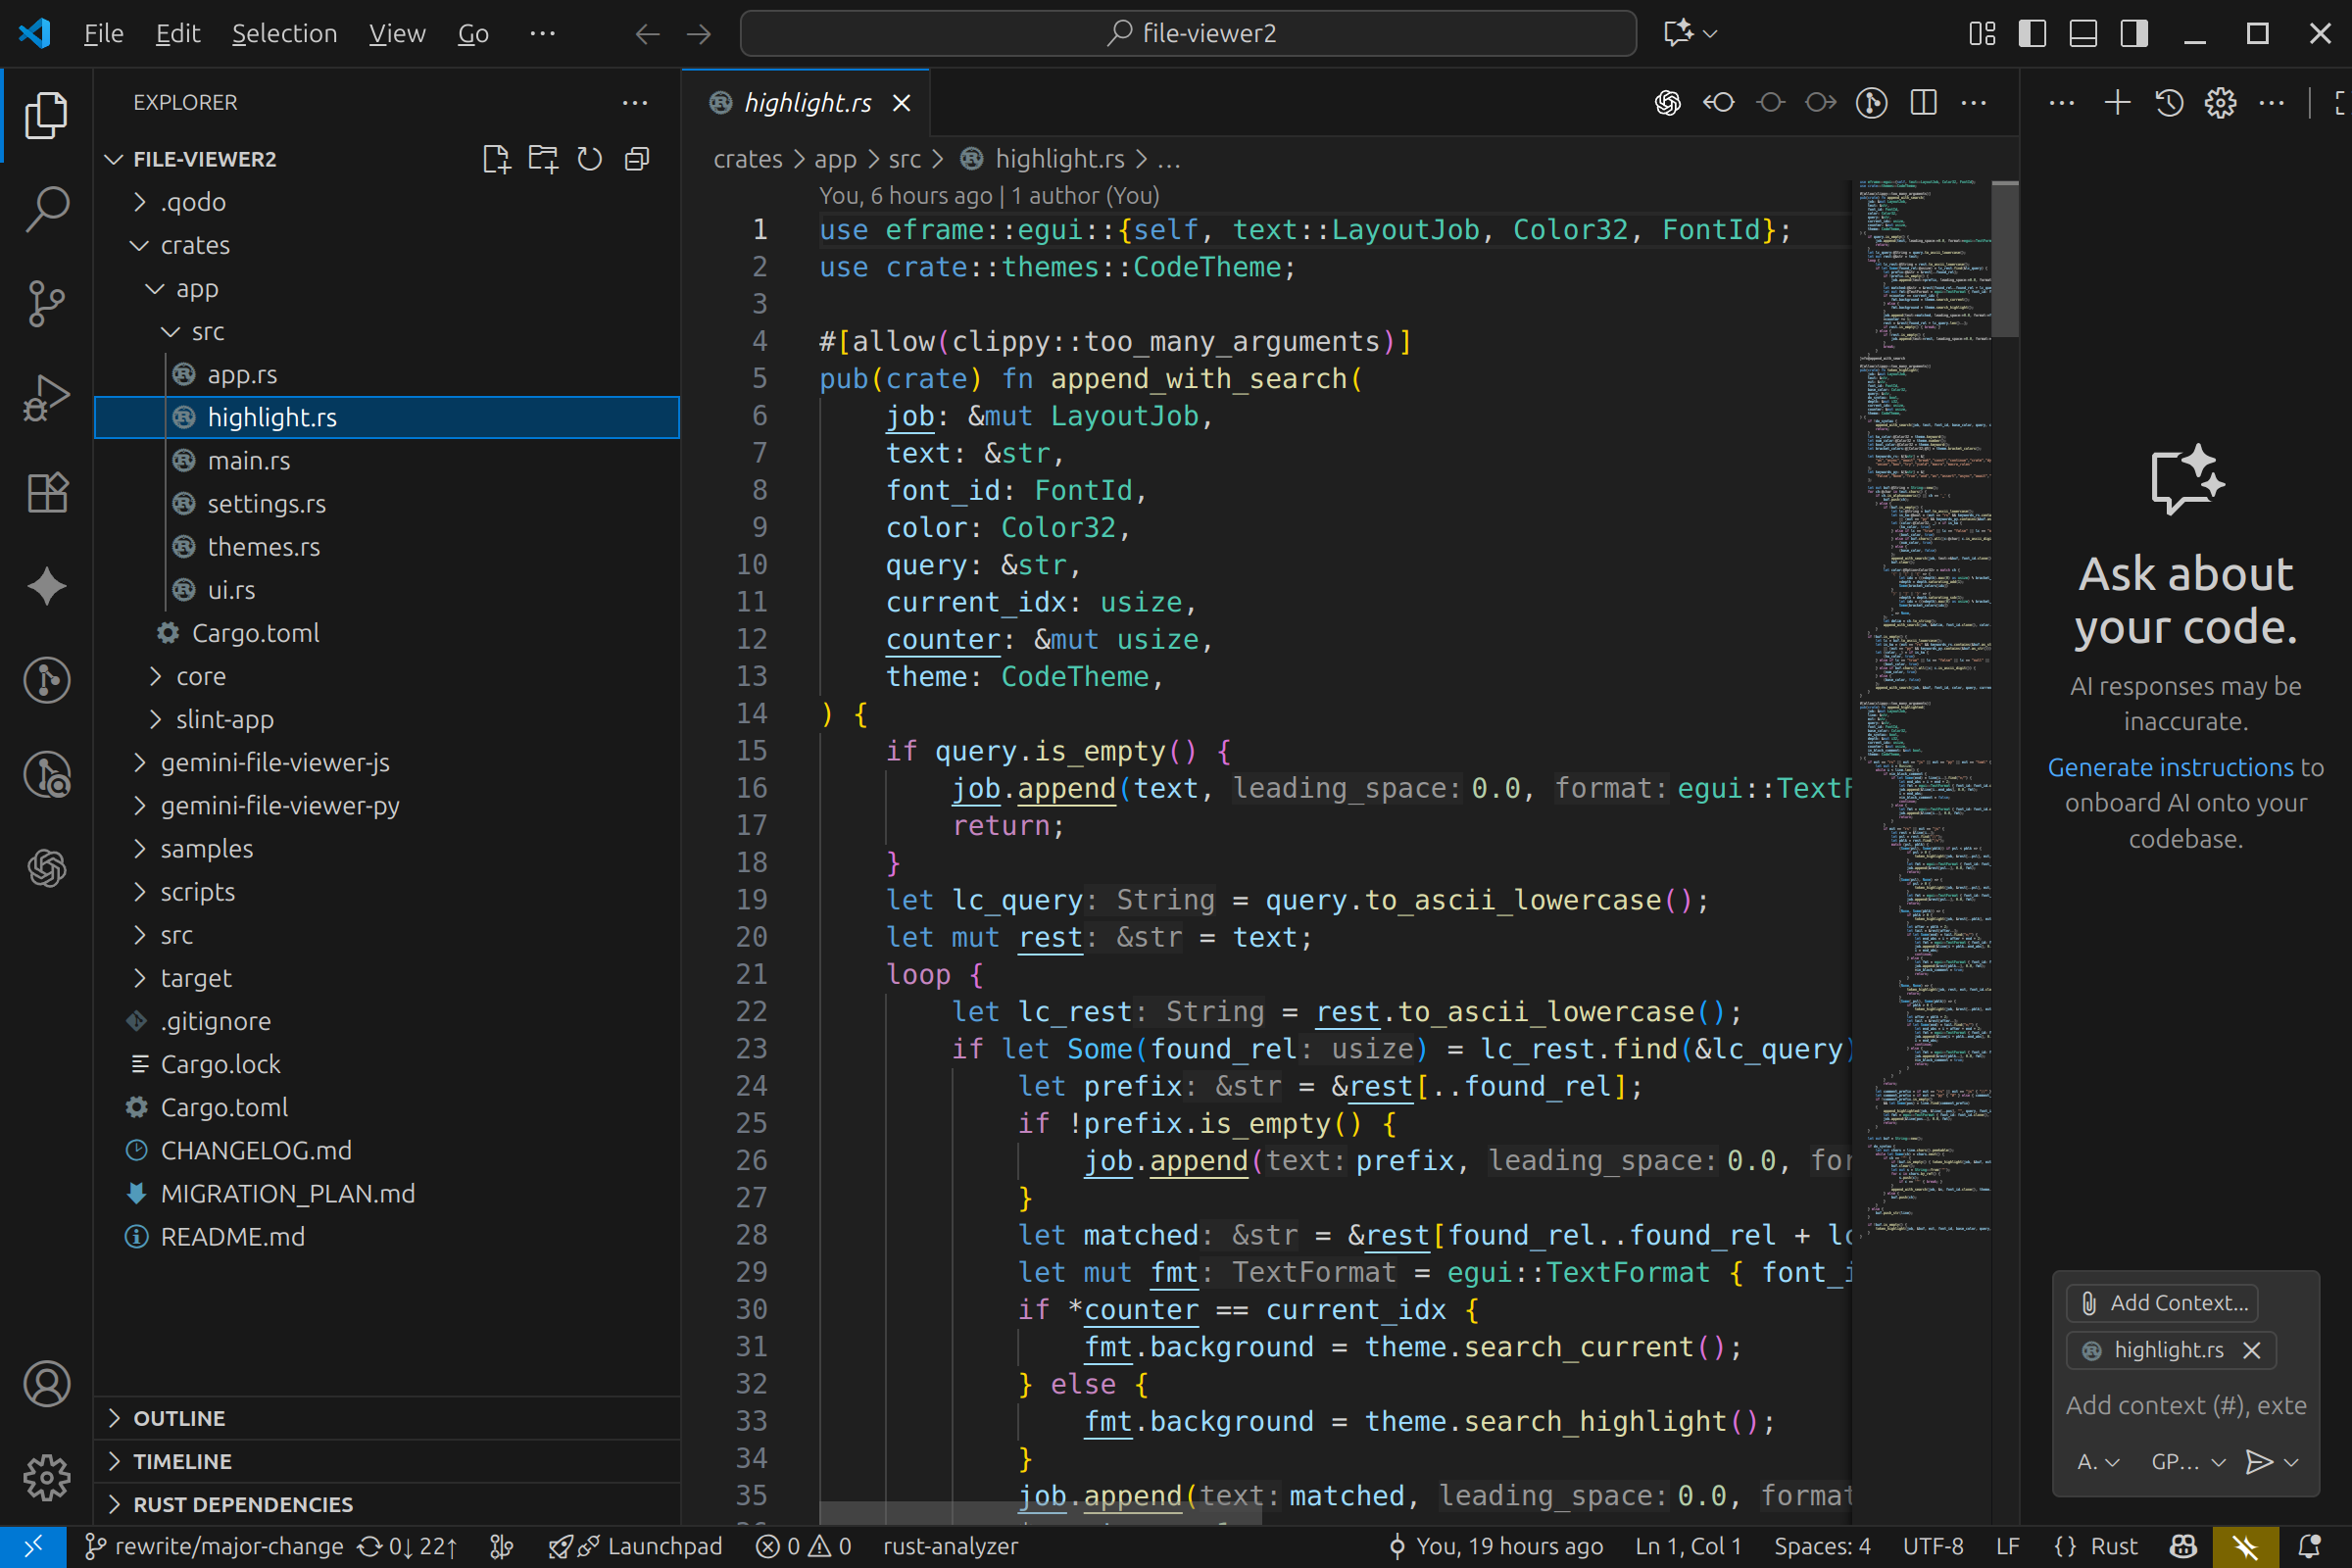 File Edit Selection View Go
file-viewer2
EXPLORER
FILE-VIEWER2
.qodo
crates
app
src
app.rs
highlight.rs
main.rs
settings.rs
themes.rs
ui.rs
Cargo.toml
core
slint-app
gemini-file-viewer-js
gemini-file-viewer-py
samples
scripts
src
target
.gitignore
Cargo.lock
Cargo.toml
CHANGELOG.md
MIGRATION_PLAN.md
README.md
OUTLINE
TIMELINE
RUST DEPENDENCIES
highlight.rs
crates > app > src > highlight.rs > ...
You, 6 hours ago | 1 author (You)
1 use eframe::egui::{self, text::LayoutJob, Color32, FontId};
2 use crate::themes::CodeTheme;
3
4 #[allow(clippy::too_many_arguments)]
5 pub(crate) fn append_with_search(
6 job: &mut LayoutJob,
7 text: &str,
8 font_id: FontId,
9 color: Color32,
10 query: &str,
11 current_idx: usize,
12 counter: &mut usize,
13 theme: CodeTheme,
14 ) {
15 if query.is_empty() {
16 job.append(text, leading_space: 0.0, format: egui::TextF
17 return;
18 }
19 let lc_query: String = query.to_ascii_lowercase();
20 let mut rest: &str = text;
21 loop {
22 let lc_rest: String = rest.to_ascii_lowercase();
23 if let Some(found_rel: usize) = lc_rest.find(&lc_query)
24 let prefix: &str = &rest[..found_rel];
25 if !prefix.is_empty() {
26 job.append(text: prefix, leading_space: 0.0, for
27 }
28 let matched: &str = &rest[found_rel..found_rel + lc
29 let mut fmt: TextFormat = egui::TextFormat { font_i
30 if *counter == current_idx {
31 fmt.background = theme.search_current();
32 } else {
33 fmt.background = theme.search_highlight();
34 }
35 job.append(text: matched, leading_space: 0.0, format
Ask about
your code.
AI responses may be
inaccurate.
Generate instructions to
onboard AI onto your
codebase.
Add Context...
highlight.rs
Add context (#), exte
A. GP...
rewrite/major-change 0↓ 22↑ Launchpad 0 0 rust-analyzer You, 19 hours ago Ln 1, Col 1 Spaces: 4 UTF-8 LF {} Rust